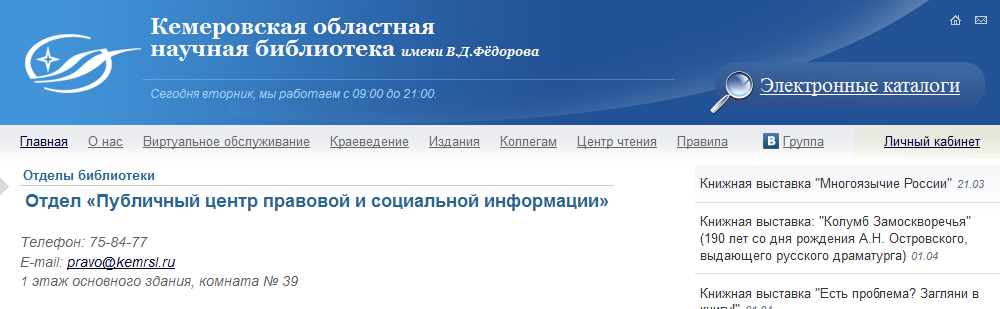 Кемеровская областная
научная библиотека имени В.Д.Фёдорова
Сегодня вторник, мы работаем с 09:00 до 21:00.
Электронные каталоги
Главная О нас Виртуальное обслуживание Краеведение Издания Коллегам Центр чтения Правила В Группа Личный кабинет
Отделы библиотеки
Отдел «Публичный центр правовой и социальной информации»
Телефон: 75-84-77
E-mail: pravo@kemrsl.ru
1 этаж основного здания, комната № 39
Книжная выставка "Многоязычие России" 21.03
Книжная выставка: "Колумб Замоскворечья"
(190 лет со дня рождения А.Н. Островского,
выдающего русского драматурга) 01.04
Книжная выставка "Есть проблема? Загляни в
книгу!" 01.04